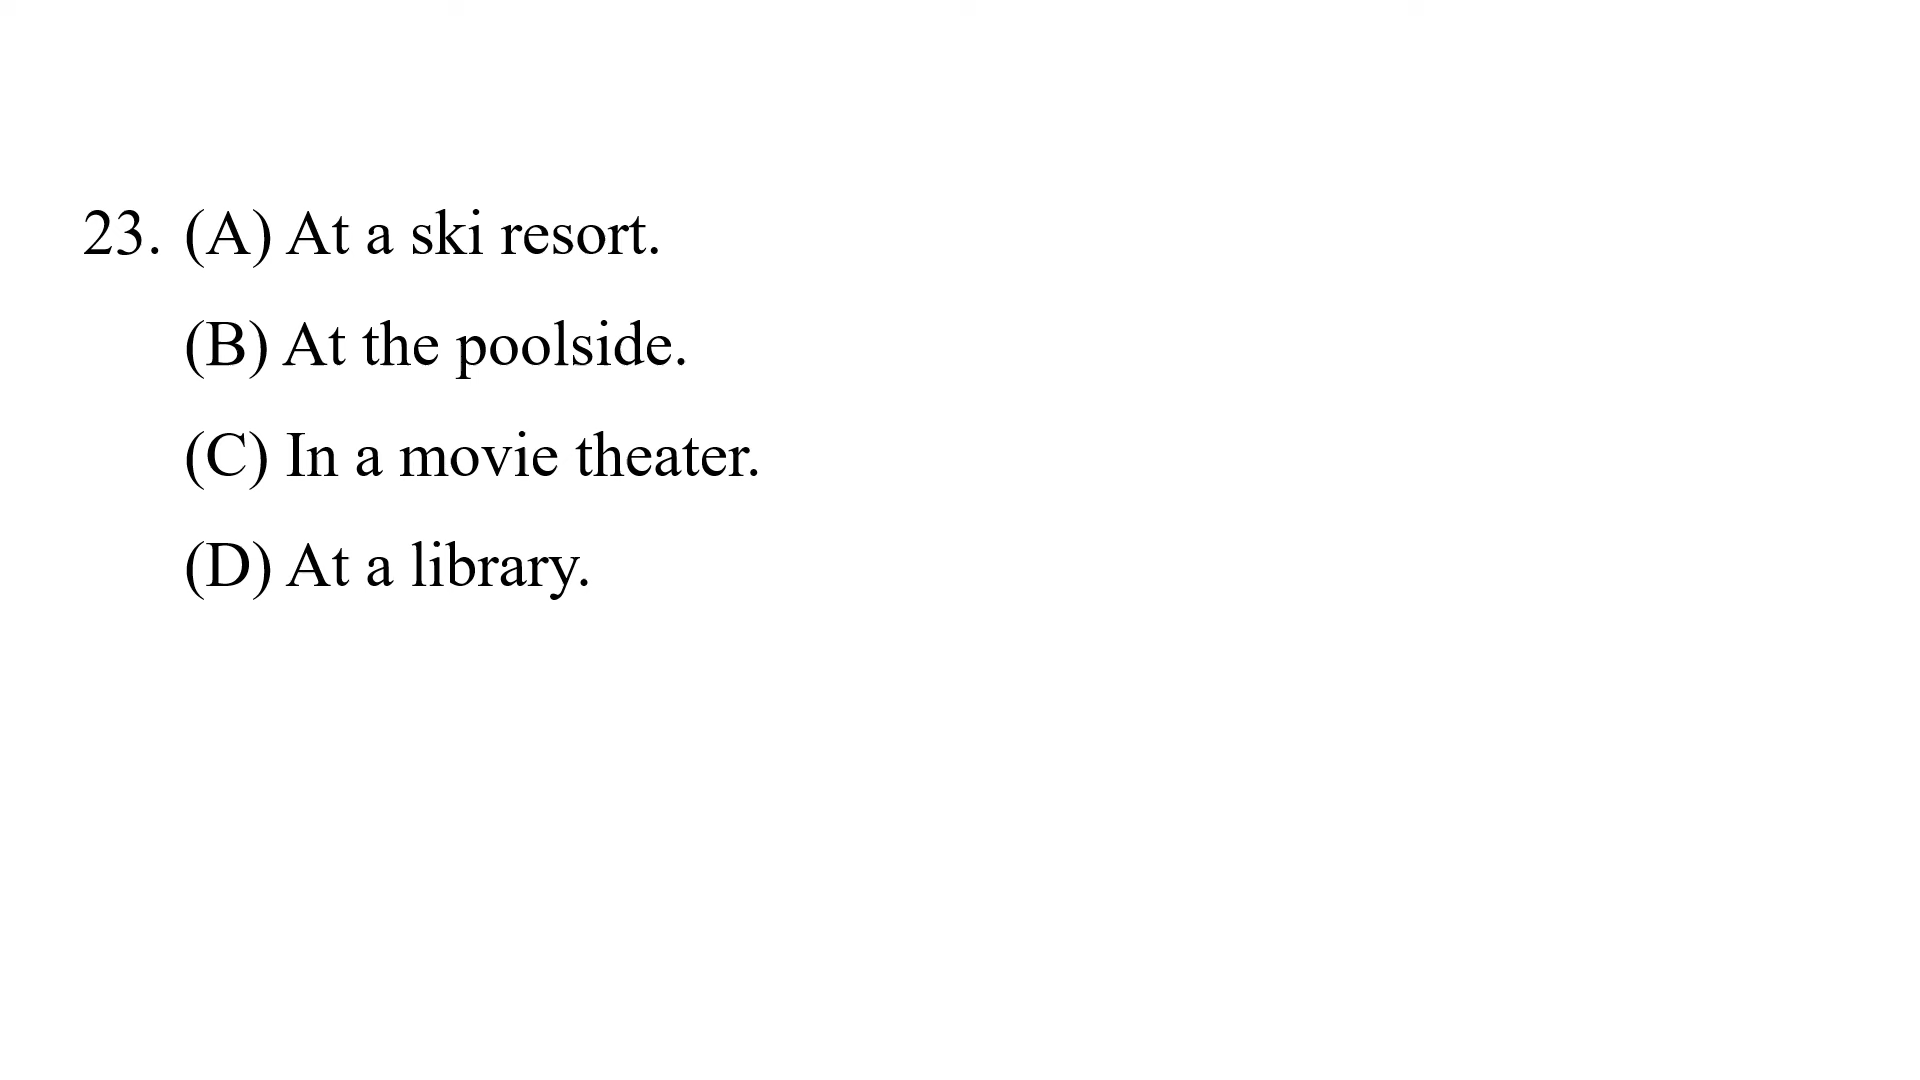 23. (A) At a ski resort.
(B) At the poolside.
(C) In a movie theater.
(D) At a library.